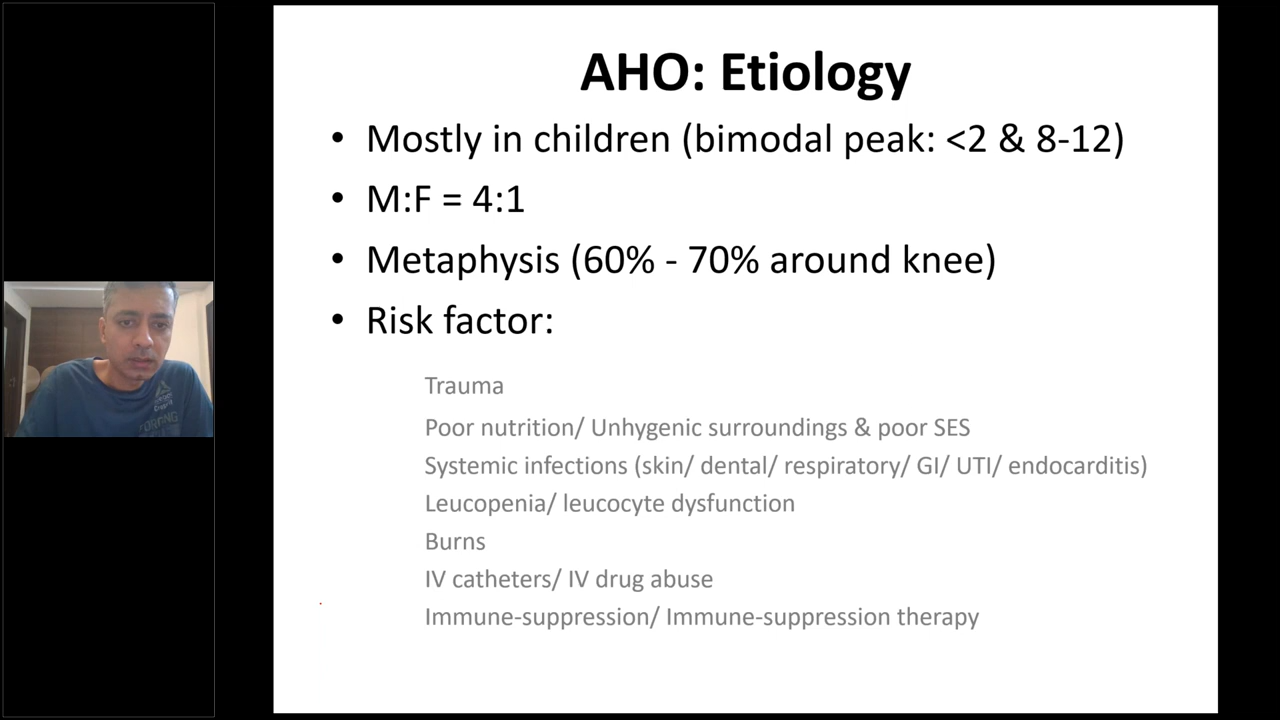 AHO: Etiology
• Mostly in children (bimodal peak: <2 & 8-12)
• M:F = 4:1
• Metaphysis (60% - 70% around knee)
• Risk factor:
Trauma
Poor nutrition/ Unhygenic surroundings & poor SES
Systemic infections (skin/ dental/ respiratory/ GI/ UTI/ endocarditis)
Leucopenia/ leucocyte dysfunction
Burns
IV catheters/ IV drug abuse
Immune-suppression/ Immune-suppression therapy